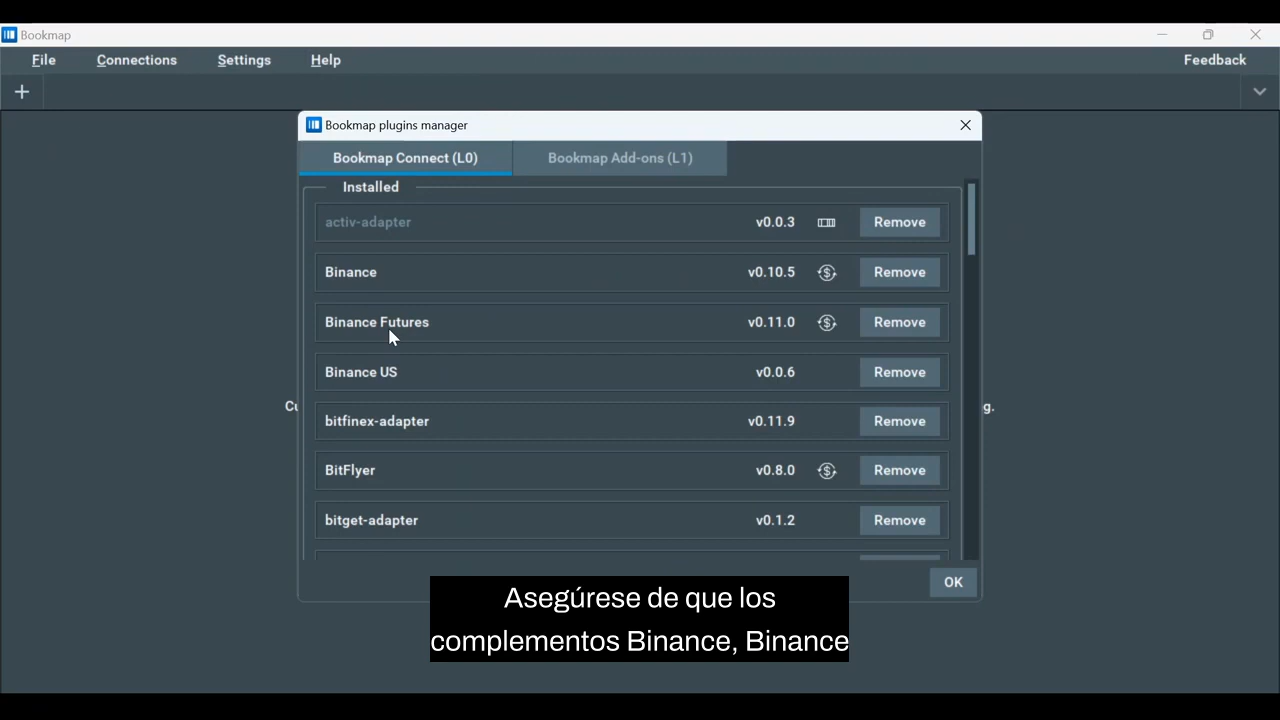 Bookmap
File Connections Settings Help Feedback
Bookmap plugins manager
Bookmap Connect (L0) Bookmap Add-ons (L1)
Installed
activ-adapter v0.0.3 Remove
Binance v0.10.5 Remove
Binance Futures v0.11.0 Remove
Binance US v0.0.6 Remove
Cu g.
bitfinex-adapter v0.11.9 Remove
BitFlyer v0.8.0 Remove
bitget-adapter v0.1.2 Remove
OK
Asegúrese de que los
complementos Binance, Binance